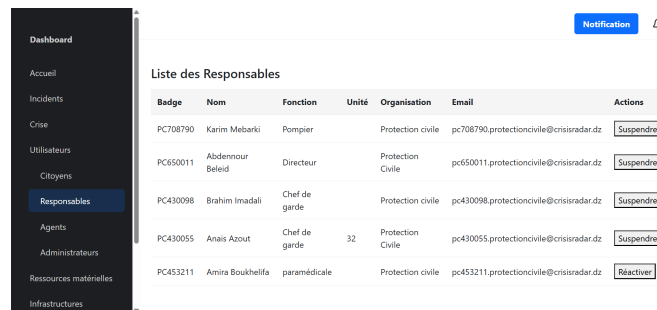 Notification
Dashboard
Accueil
Incidents
Crise
Utilisateurs
Citoyens
Responsables
Agents
Administrateurs
Ressources matérielles
Infrastructures
Liste des Responsables
Badge Nom Fonction Unité Organisation Email Actions
PC708790 Karim Mebarki Pompier Protection civile pc708790.protectioncivile@crisisradar.dz Suspendre
PC650011 Abdennour Beleid Directeur Protection Civile pc650011.protectioncivile@crisisradar.dz Suspendre
PC430098 Brahim Imadali Chef de garde Protection civile pc430098.protectioncivile@crisisradar.dz Suspendre
PC430055 Anais Azout Chef de garde 32 Protection Civile pc430055.protectioncivile@crisisradar.dz Suspendre
PC453211 Amira Boukhelifa paramédicale Protection civile pc453211.protectioncivile@crisisradar.dz Réactiver